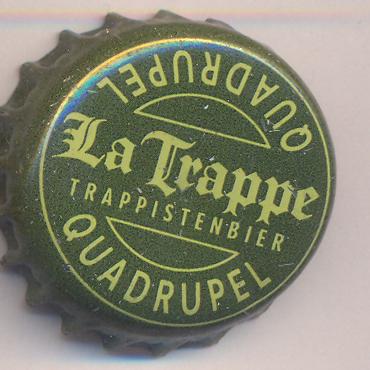 QUADRUPEL
La Trappe
TRAPPISTENBIER
QUADRUPEL